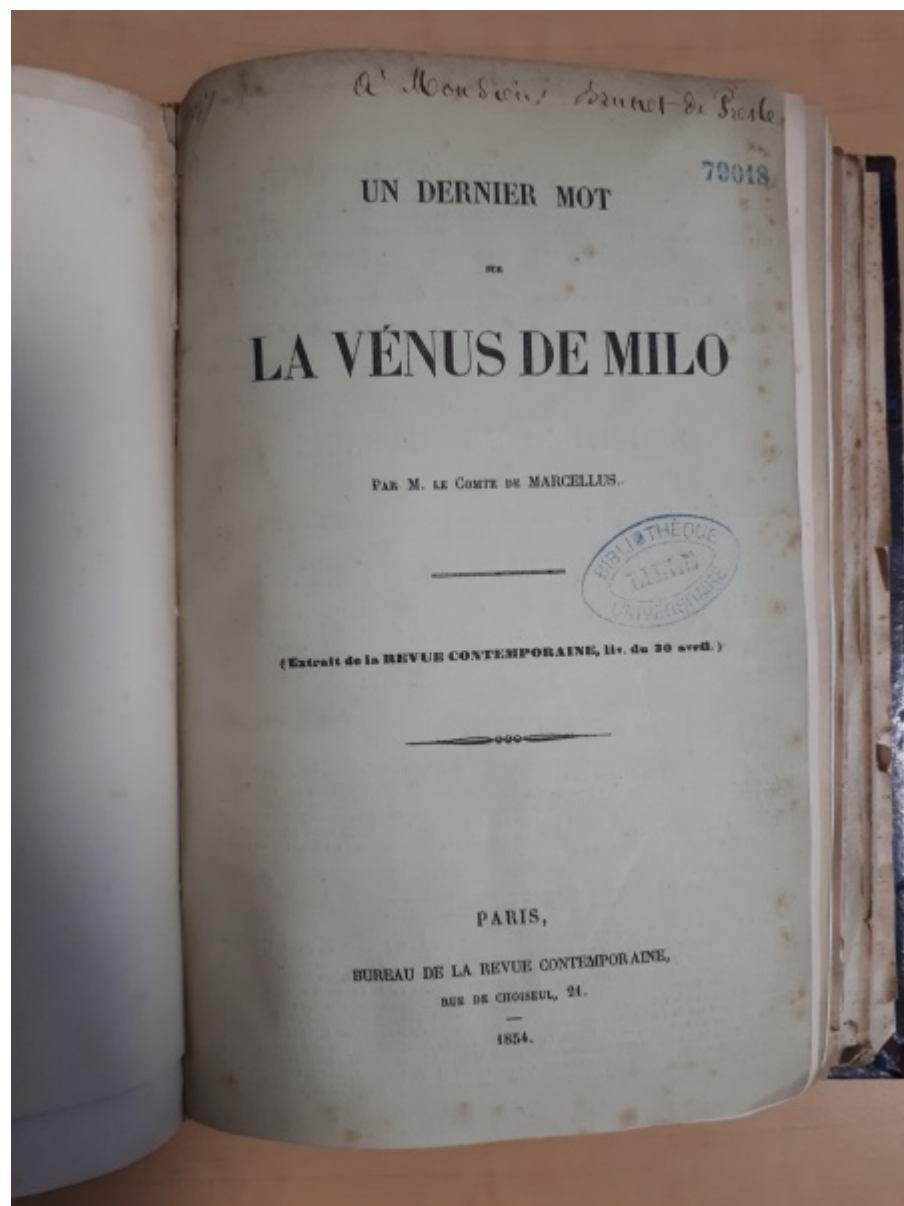 à Monsieur Brunet de Presle
79018
UN DERNIER MOT
SUR
LA VÉNUS DE MILO
PAR M. LE COMTE DE MARCELLUS.
BIBLIOTHÈQUE
LILLE
UNIVERSITAIRE
(Extrait de la REVUE CONTEMPORAINE, liv. du 30 avril.)
PARIS,
BUREAU DE LA REVUE CONTEMPORAINE,
RUE DE CHOISEUL, 21.
1854.